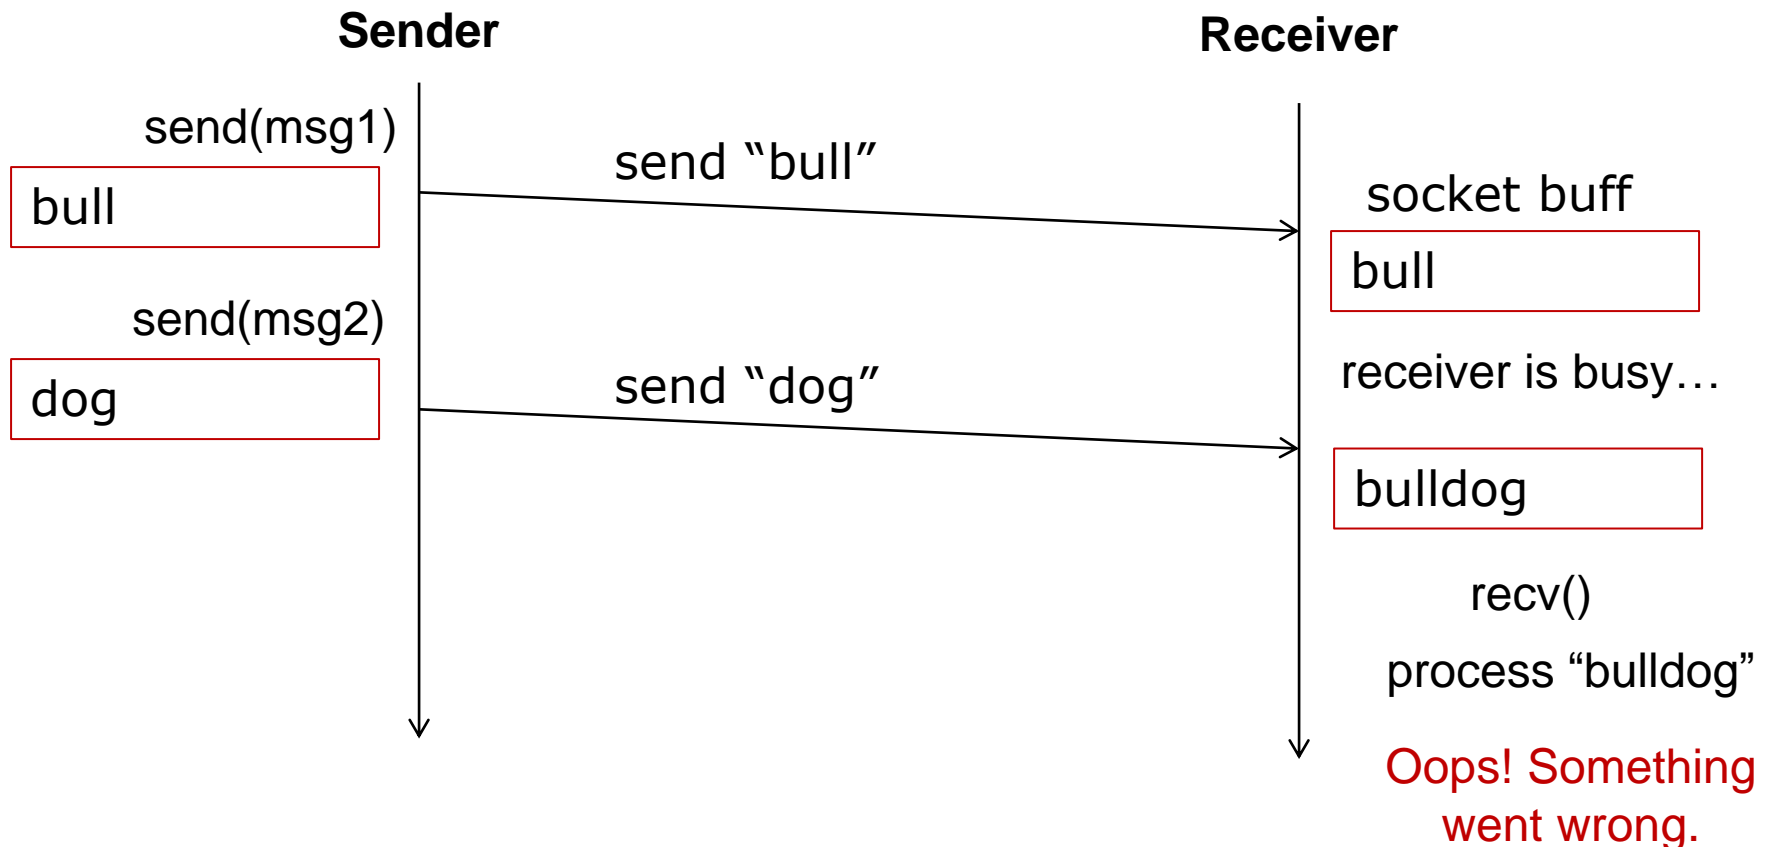 Sender
Receiver
send(msg1)
send “bull”
bull
socket buff
bull
send(msg2)
send “dog”
receiver is busy…
dog
bulldog
recv()
process “bulldog”
Oops! Something
went wrong.